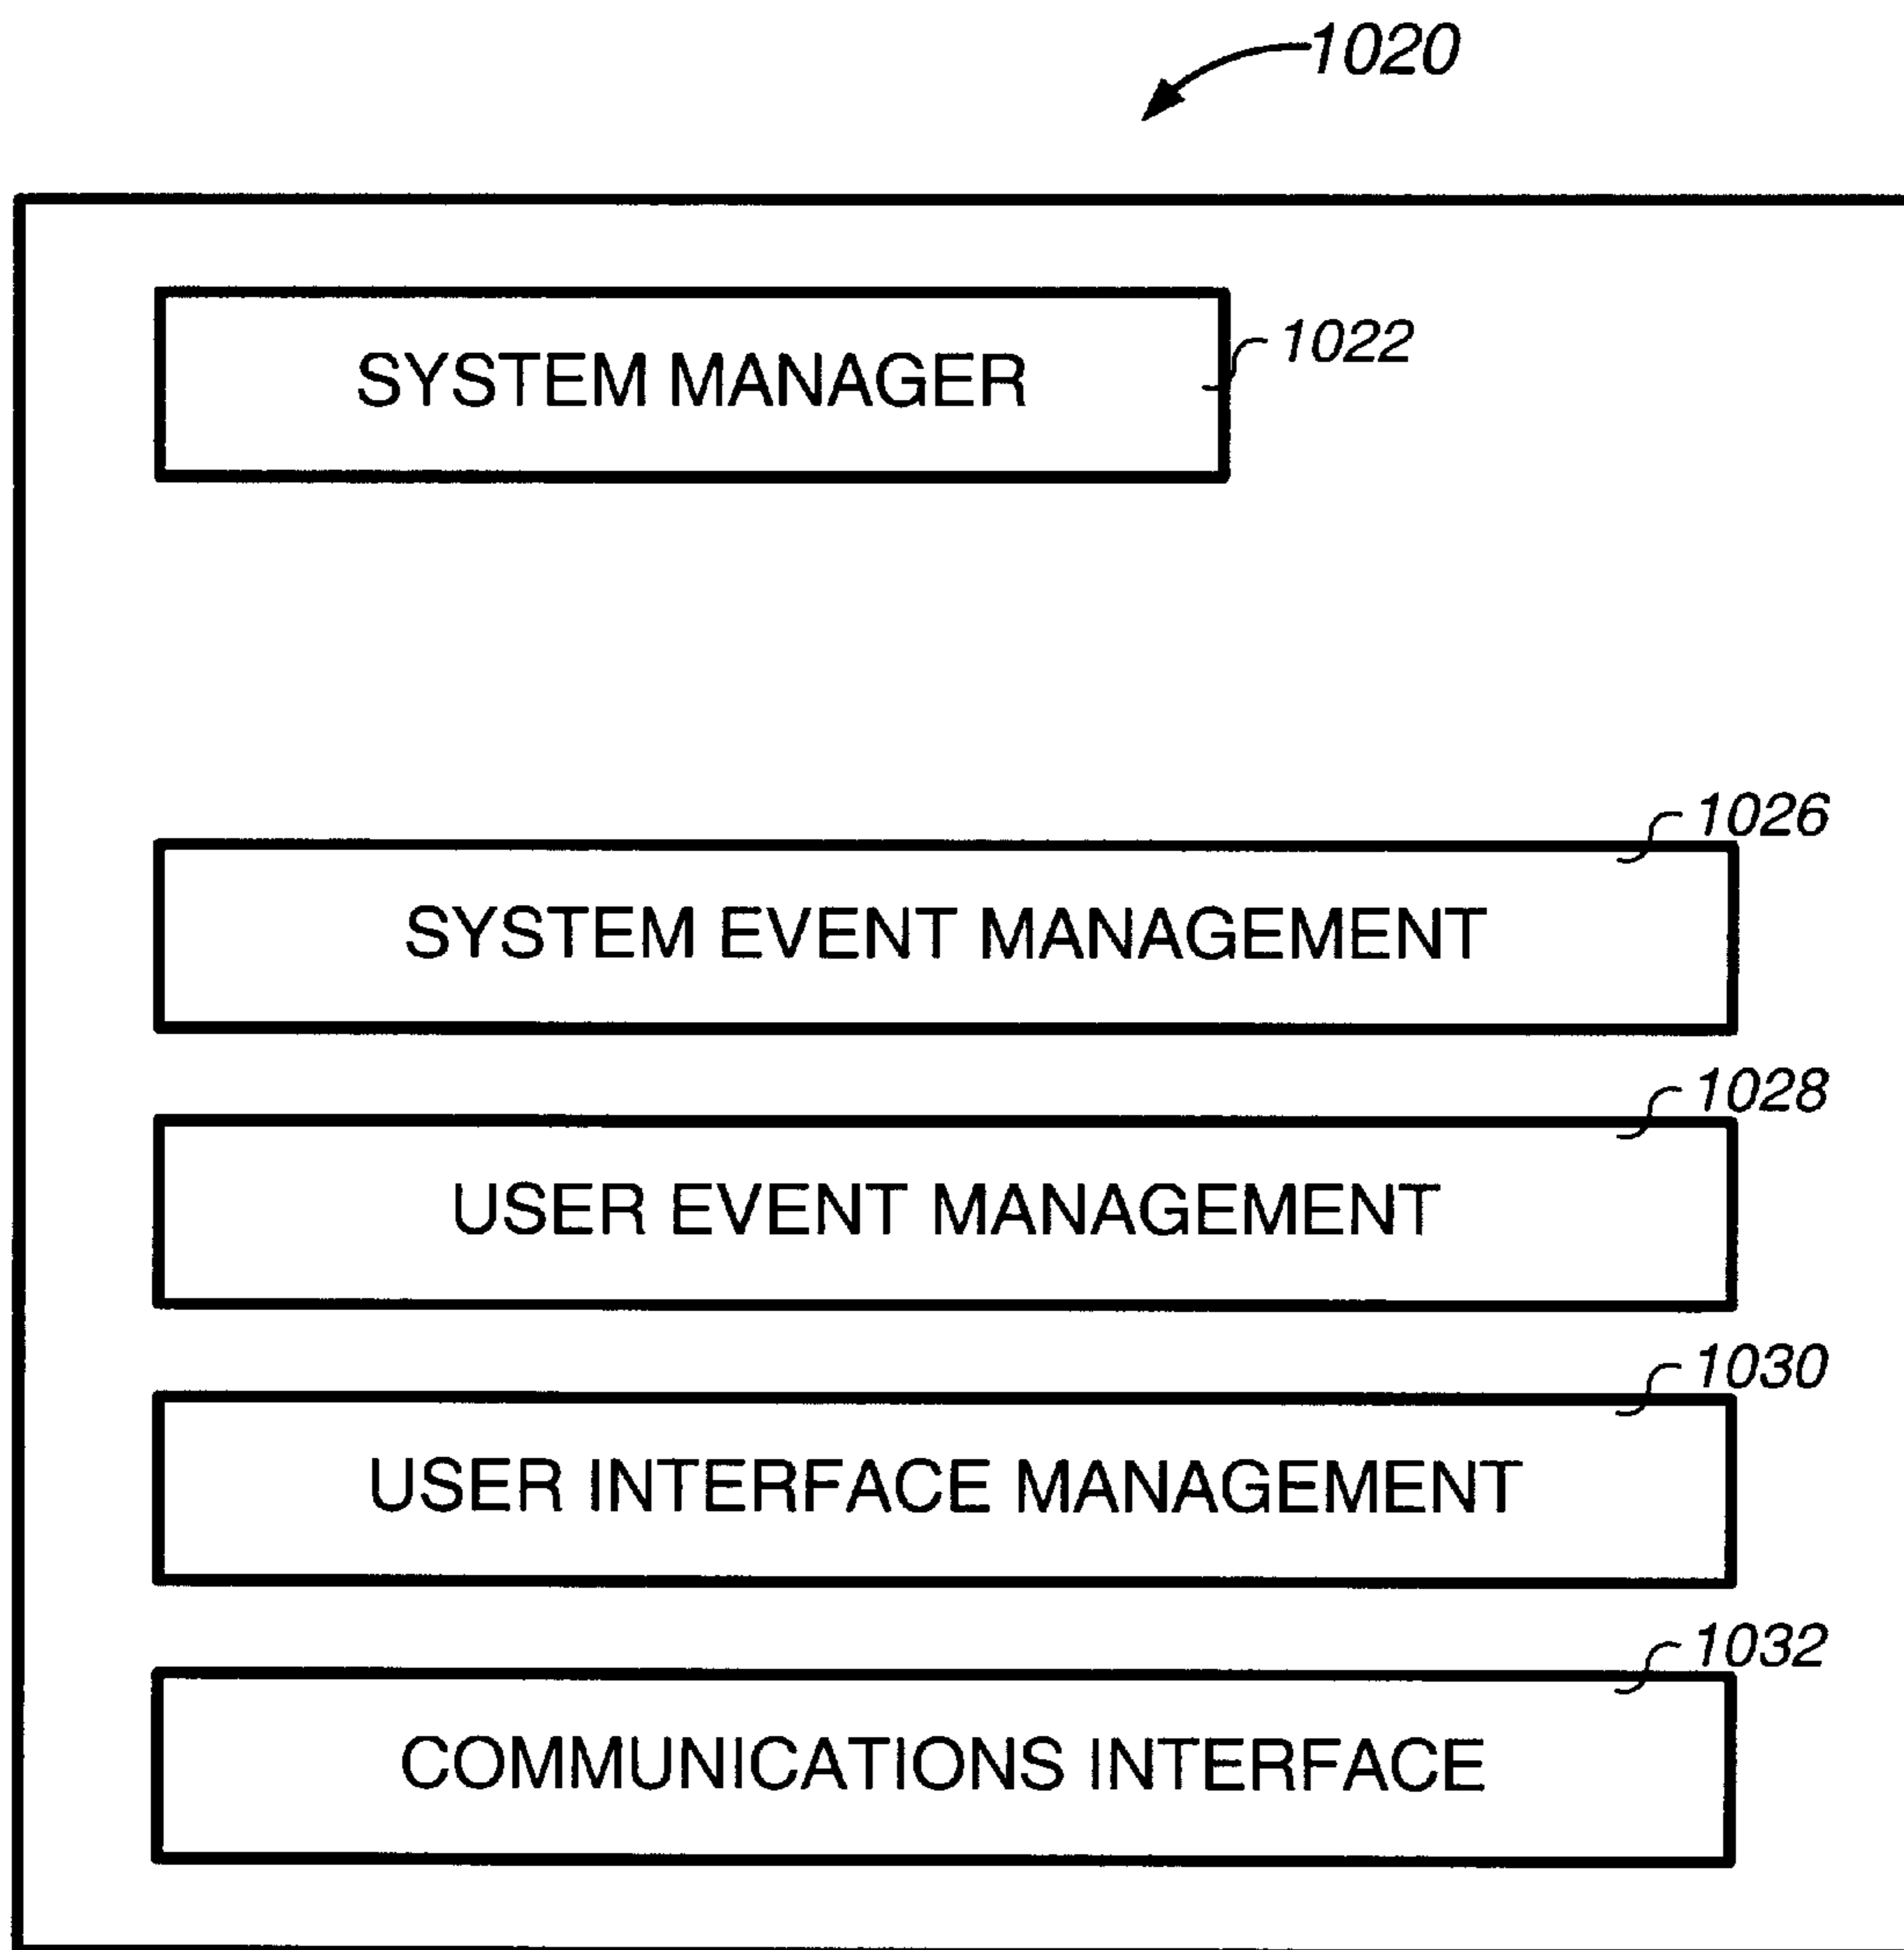 1020
SYSTEM MANAGER
1022
1026
SYSTEM EVENT MANAGEMENT
1028
USER EVENT MANAGEMENT
1030
USER INTERFACE MANAGEMENT
1032
COMMUNICATIONS INTERFACE